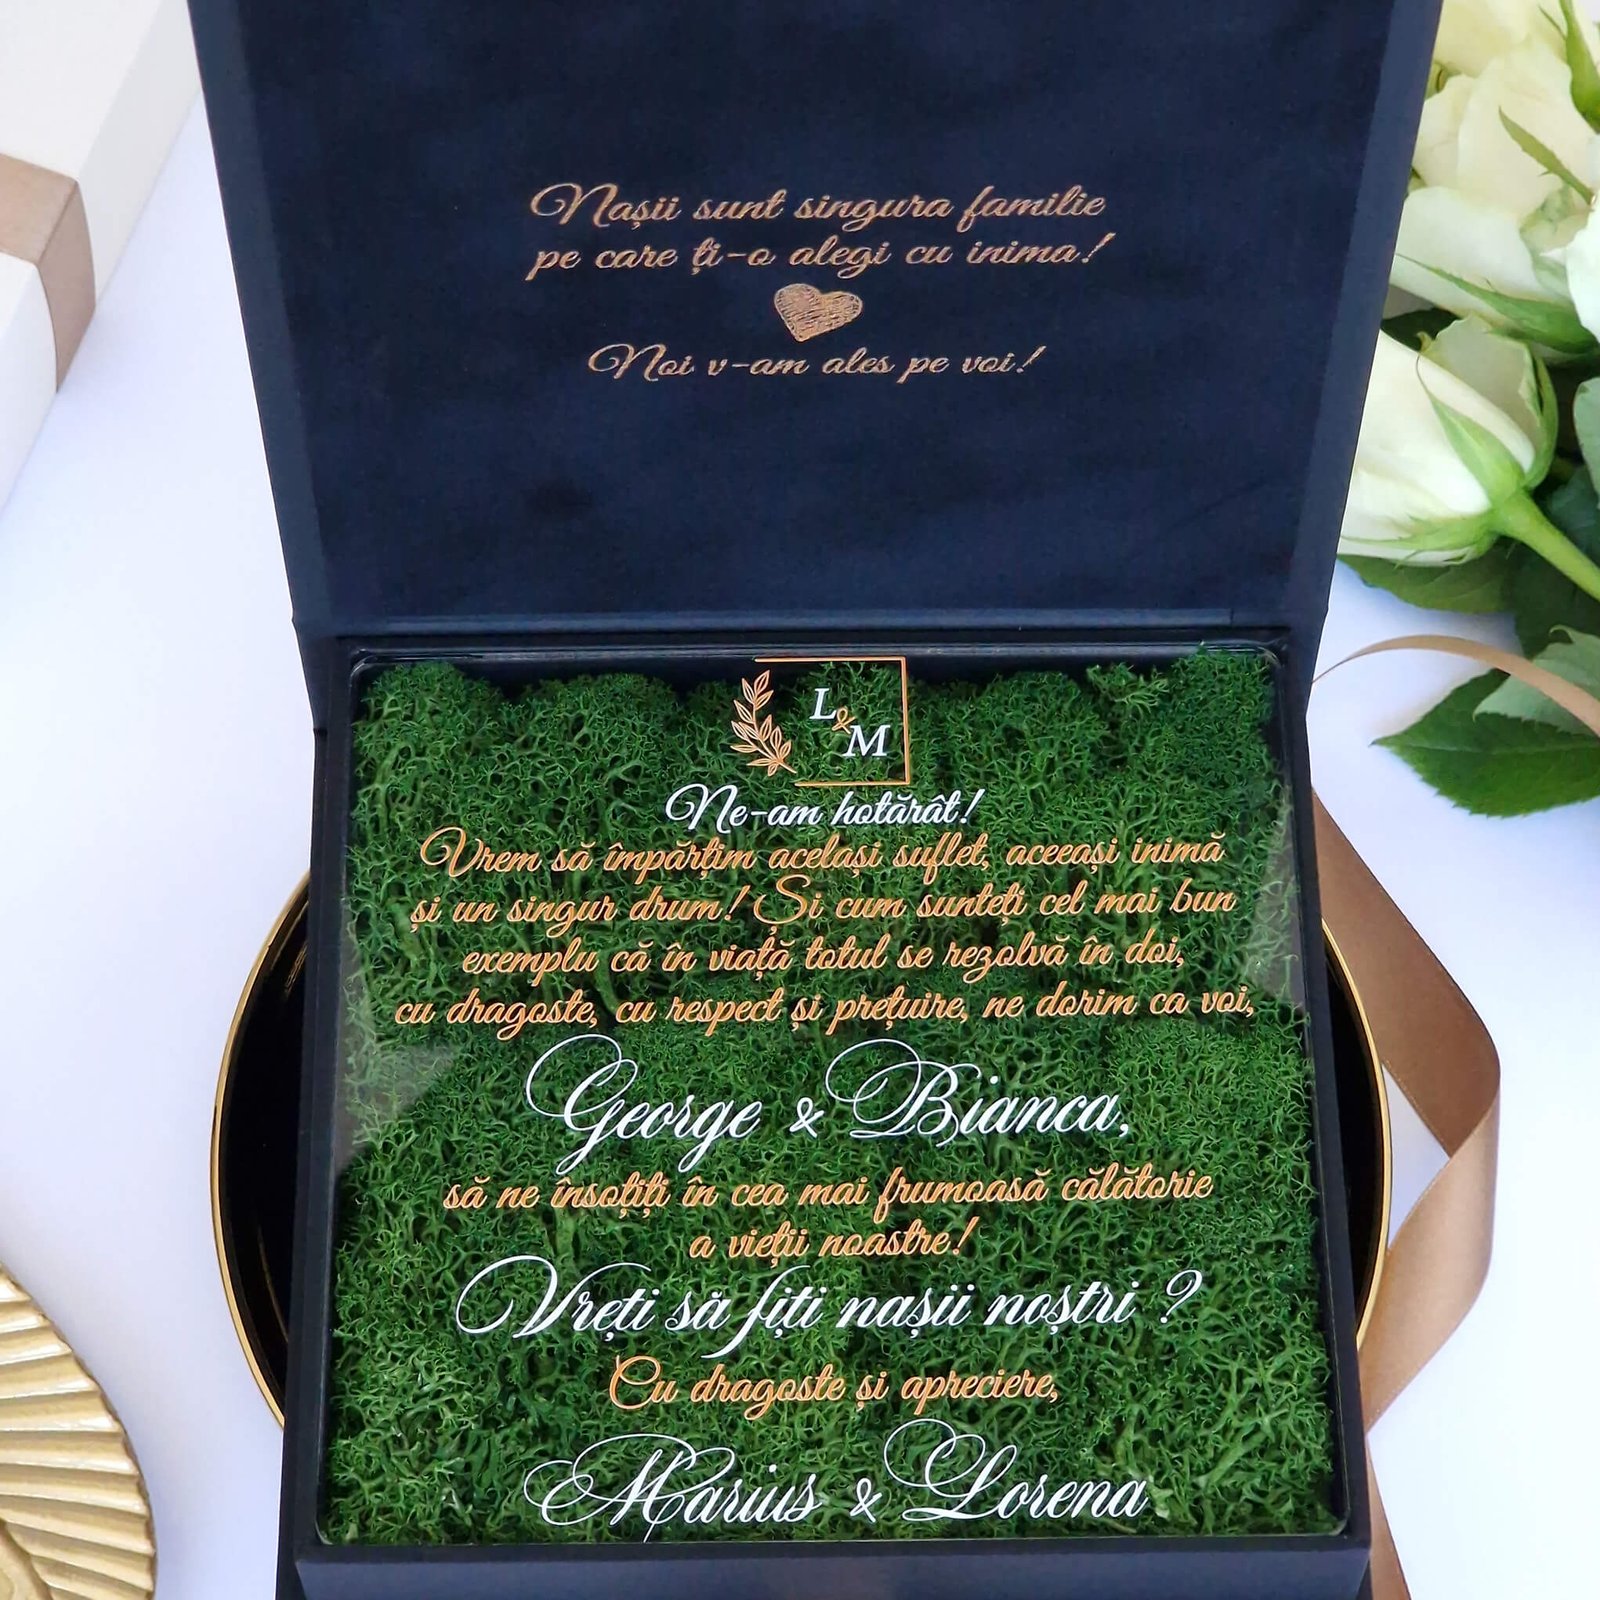 Nașii sunt singura familie
pe care ți-o alegi cu inima!
Noi v-am ales pe voi!
L&M
Ne-am hotărât!
Vrem să împărțim același suflet, aceeași inimă
și un singur drum! Și cum sunteți cel mai bun
exemplu că în viață totul se rezolvă în doi,
cu dragoste, cu respect și prețuire, ne dorim ca voi,
George & Bianca,
să ne însoțiți în cea mai frumoasă călătorie
a vieții noastre!
Vreți să fiți nașii noștri ?
Cu dragoste și apreciere,
Marius & Lorena